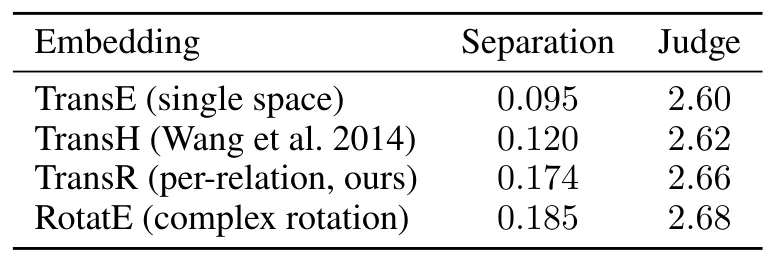 Embedding Separation Judge
TransE (single space) 0.095 2.60
TransH (Wang et al. 2014) 0.120 2.62
TransR (per-relation, ours) 0.174 2.66
RotatE (complex rotation) 0.185 2.68